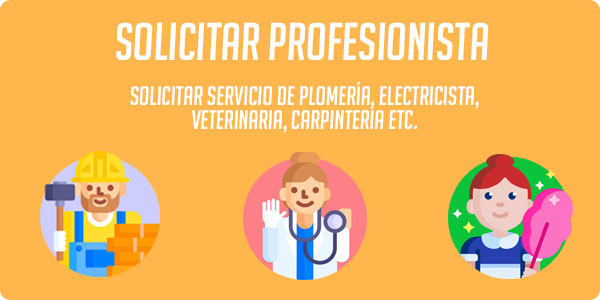 SOLICITAR PROFESIONISTA
SOLICITAR SERVICIO DE PLOMERÍA, ELECTRICISTA,
VETERINARIA, CARPINTERÍA ETC.